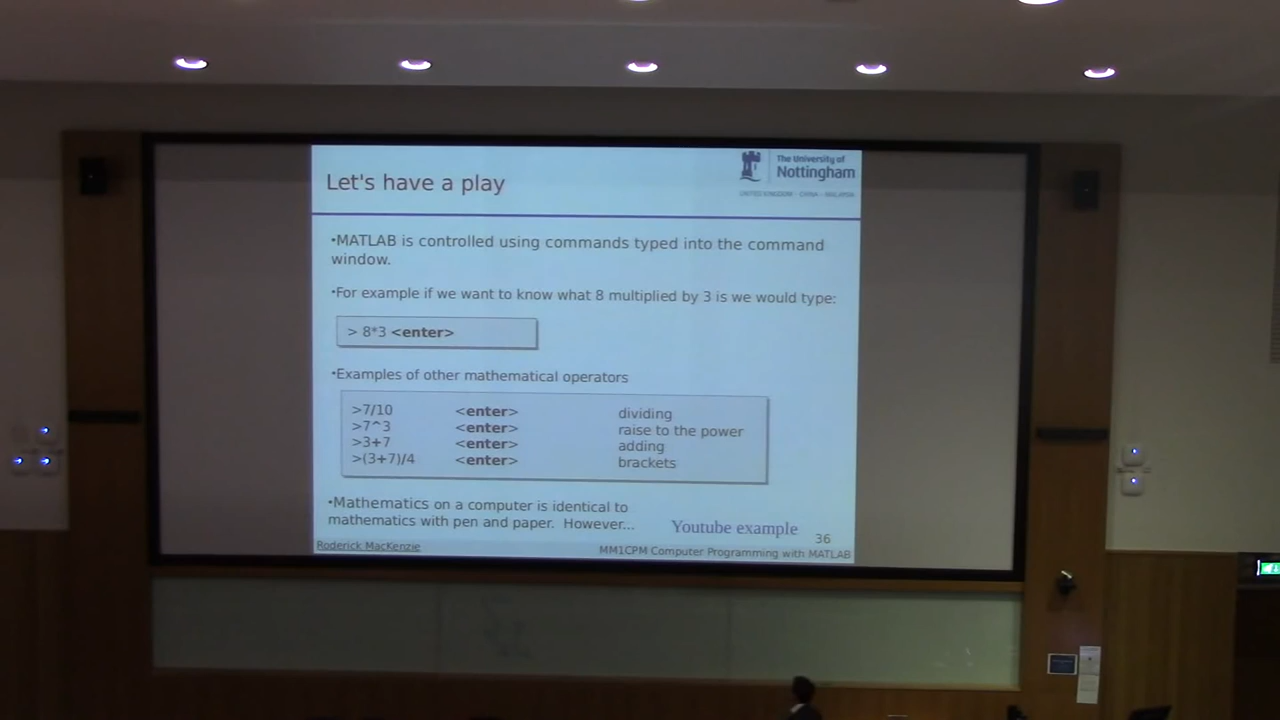 Let's have a play
The University of
Nottingham
UNITED KINGDOM · CHINA · MALAYSIA
•MATLAB is controlled using commands typed into the command
window.
•For example if we want to know what 8 multiplied by 3 is we would type:
> 8*3 <enter>
•Examples of other mathematical operators
>7/10 <enter> dividing
>7^3 <enter> raise to the power
>3+7 <enter> adding
>(3+7)/4 <enter> brackets
•Mathematics on a computer is identical to
mathematics with pen and paper. However...
Youtube example
36
Roderick MacKenzie
MM1CPM Computer Programming with MATLAB